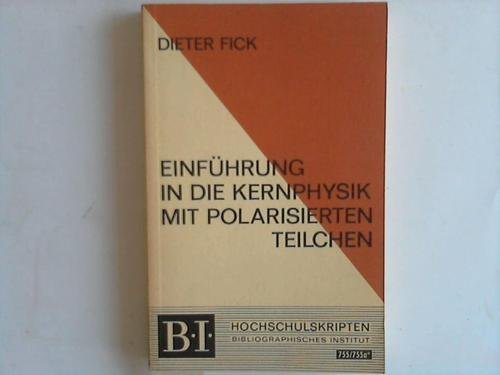 DIETER FICK
EINFÜHRUNG
IN DIE KERNPHYSIK
MIT POLARISIERTEN
TEILCHEN
B·I·
HOCHSCHULSKRIPTEN
BIBLIOGRAPHISCHES INSTITUT
755/755a*